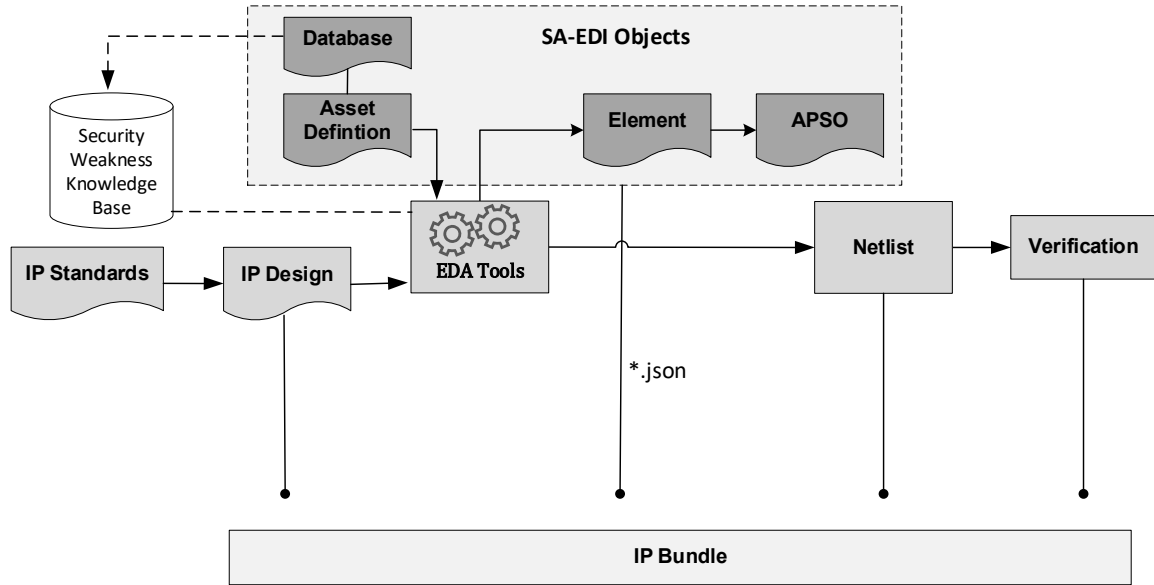 Database
SA-EDI Objects
Asset
Defintion
Element
APSO
Security
Weakness
Knowledge
Base
EDA Tools
IP Standards
IP Design
Netlist
Verification
*.json
IP Bundle